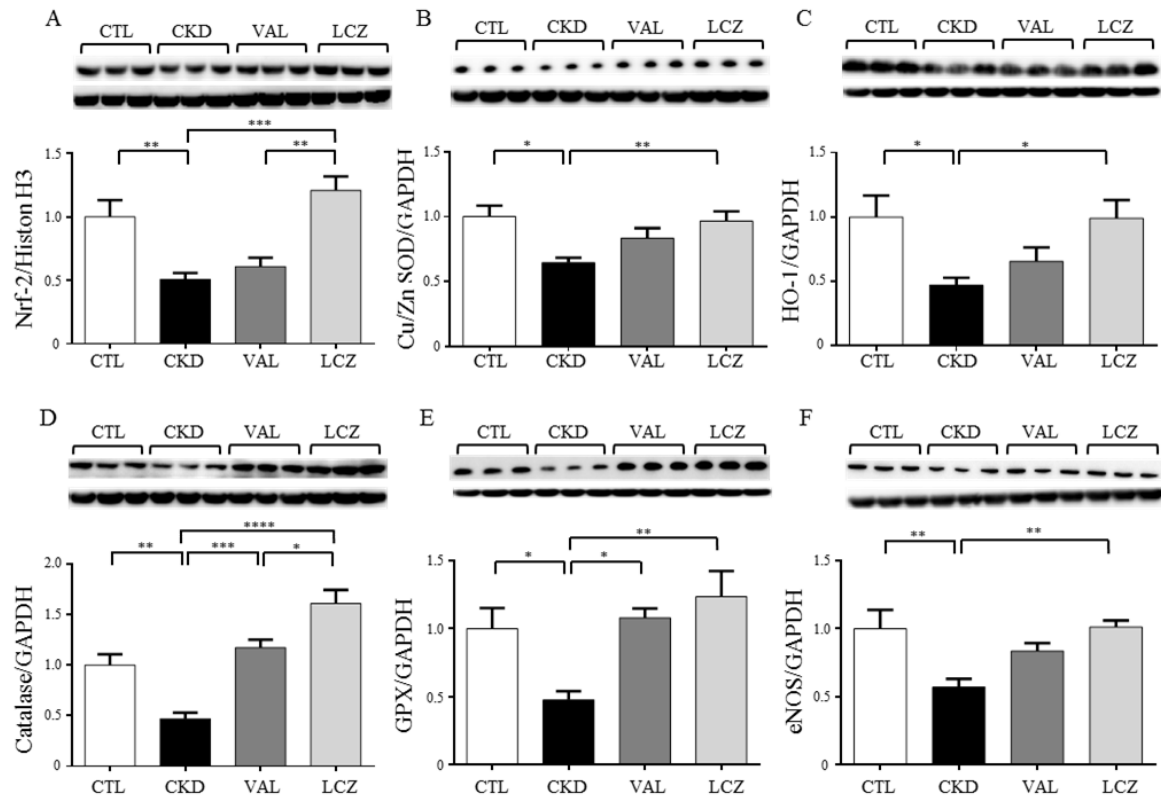 A
CTL CKD VAL LCZ
*** 
** **
Nrf-2/Histon H3
1.5
1.0
0.5
0
CTL CKD VAL LCZ
B
CTL CKD VAL LCZ
* **
Cu/Zn SOD/GAPDH
1.5
1.0
0.5
0
CTL CKD VAL LCZ
C
CTL CKD VAL LCZ
* *
HO-1/GAPDH
1.5
1.0
0.5
0
CTL CKD VAL LCZ
D
CTL CKD VAL LCZ
****
** *** *
Catalase/GAPDH
2.0
1.5
1.0
0.5
0
CTL CKD VAL LCZ
E
CTL CKD VAL LCZ
**
* *
GPX/GAPDH
1.5
1.0
0.5
0
CTL CKD VAL LCZ
F
CTL CKD VAL LCZ
** **
eNOS/GAPDH
1.5
1.0
0.5
0
CTL CKD VAL LCZ